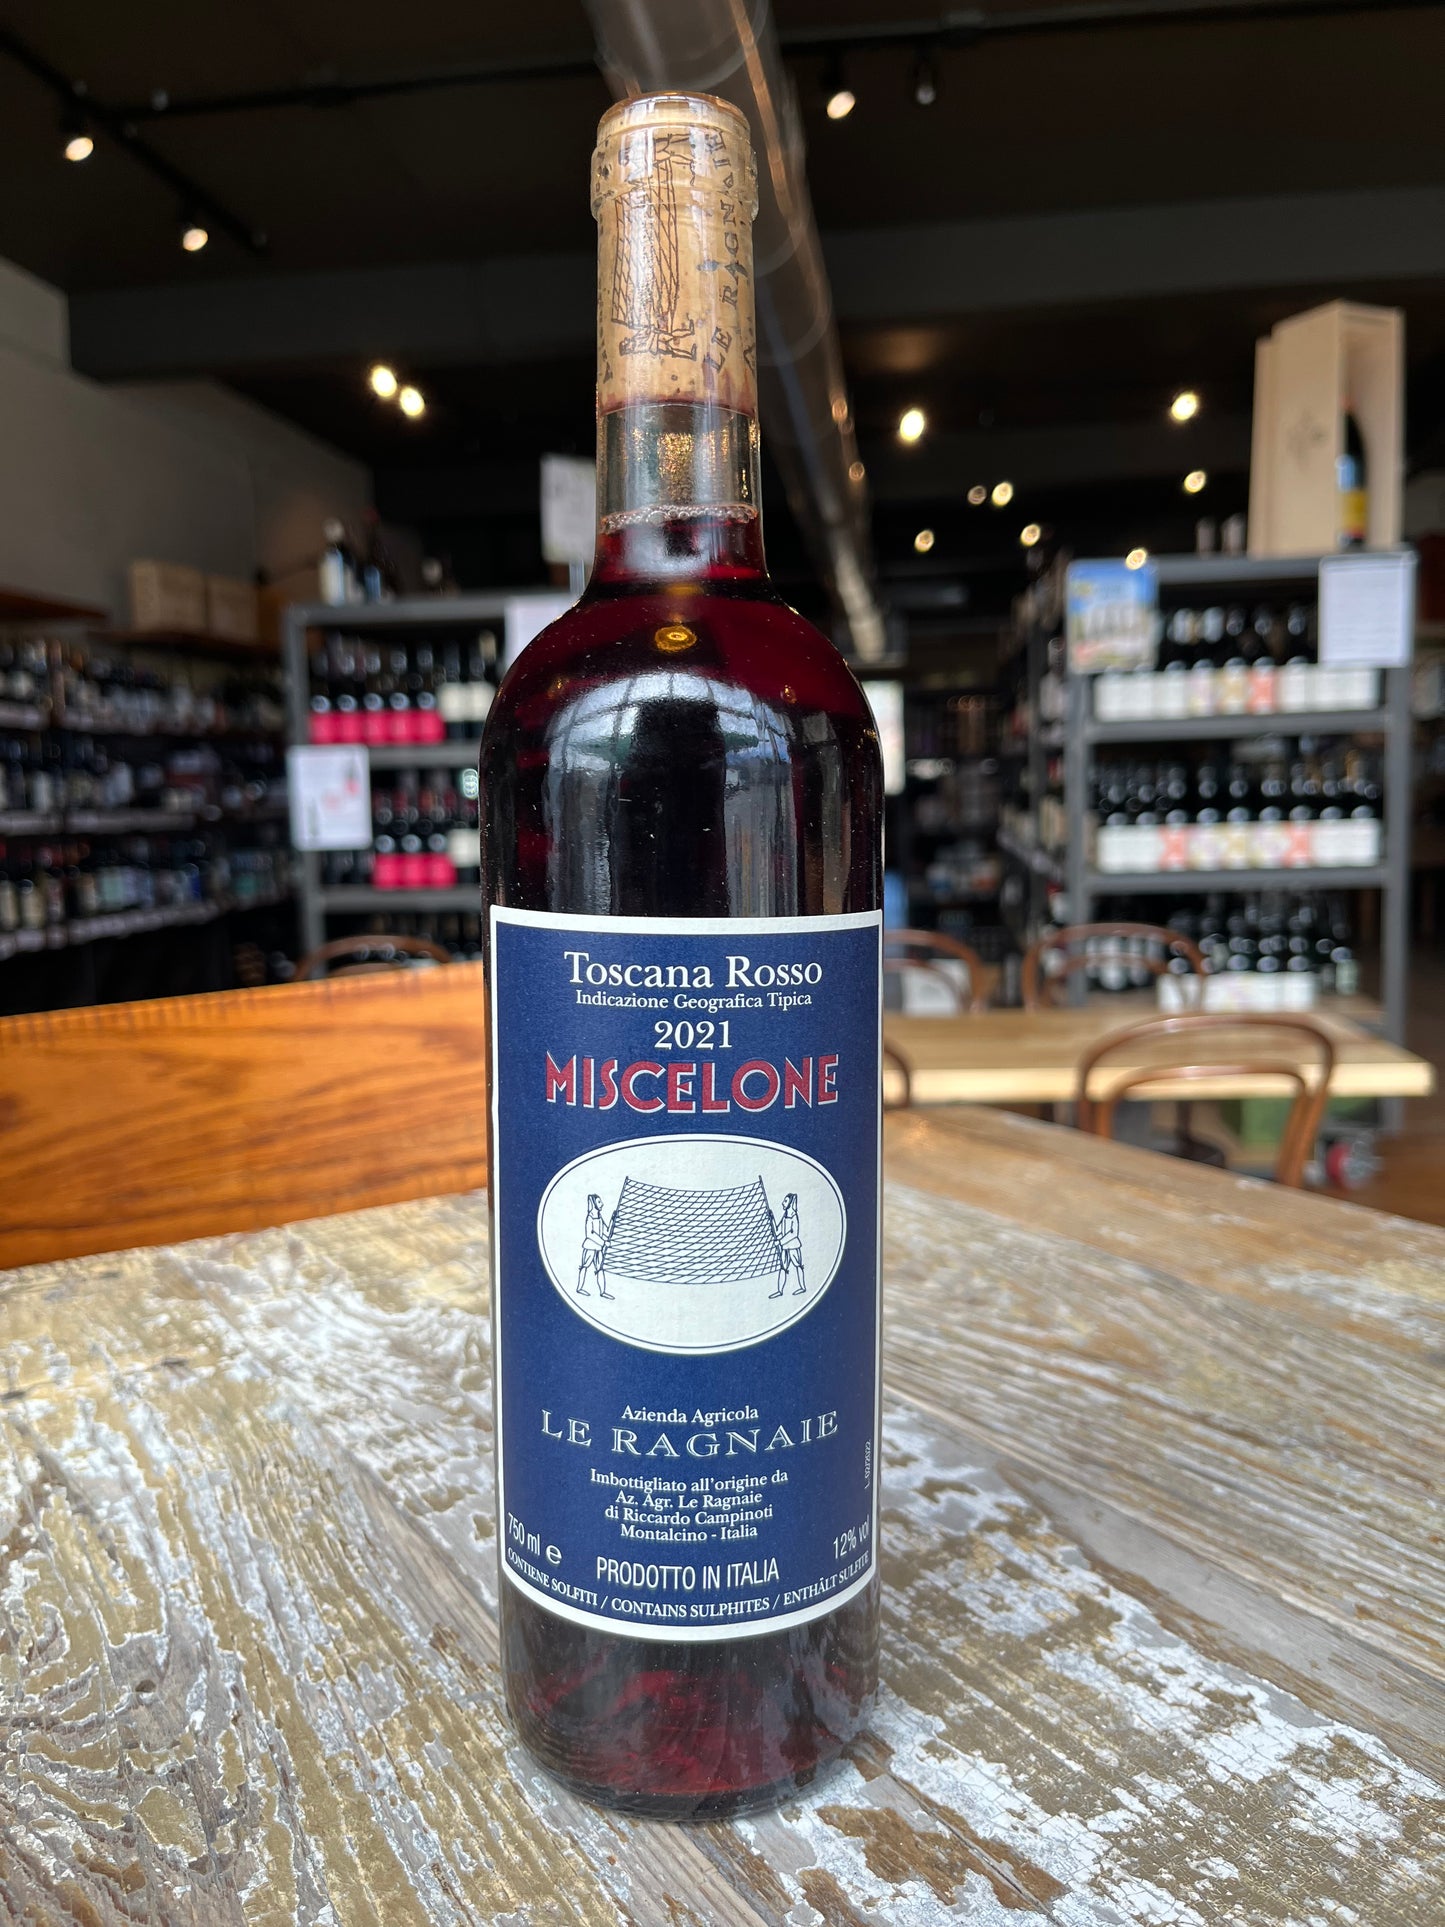 LE RAGNAIE
Toscana Rosso
Indicazione Geografica Tipica
2021
MISCELONE
Azienda Agricola
LE RAGNAIE
Imbottigliato all'origine da
Az. Agr. Le Ragnaie
di Riccardo Campinoti
Montalcino - Italia
750 ml e
12% vol
PRODOTTO IN ITALIA
CONTIENE SOLFITI / CONTAINS SULPHITES / ENTHÄLT SULFITE